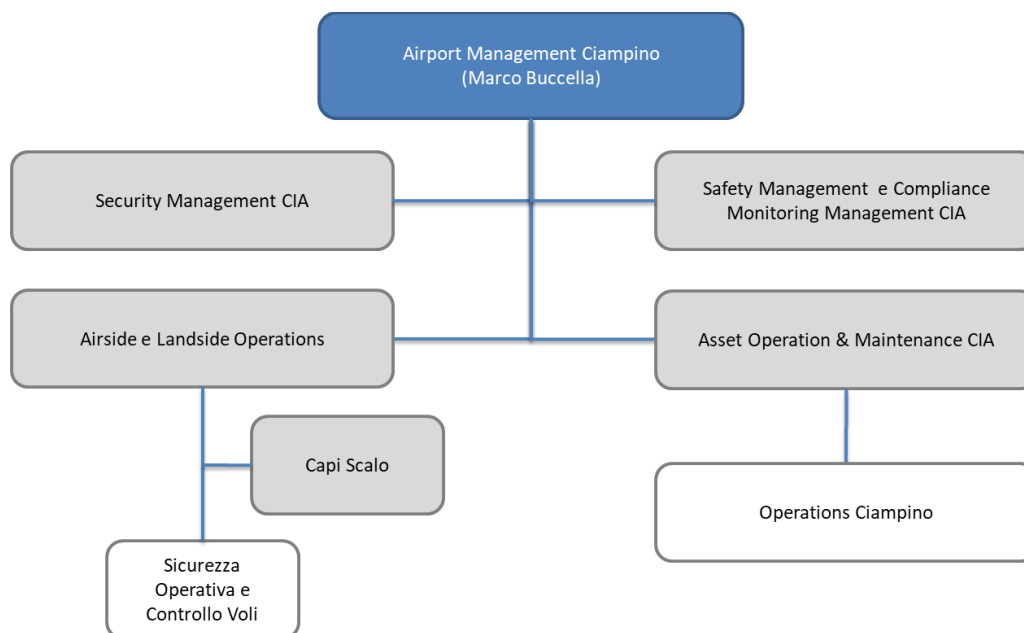 Airport Management Ciampino
(Marco Buccella)
Security Management CIA
Safety Management e Compliance
Monitoring Management CIA
Airside e Landside Operations
Asset Operation & Maintenance CIA
Capi Scalo
Operations Ciampino
Sicurezza
Operativa e
Controllo Voli